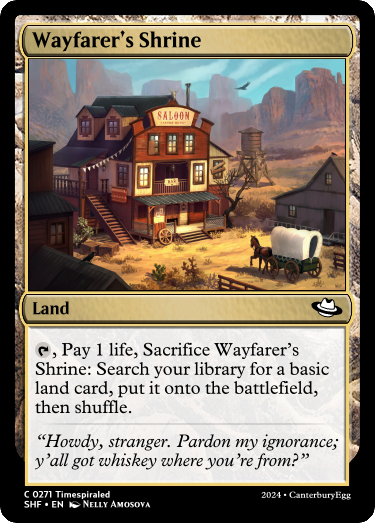 Wayfarer's Shrine
SALOON
Land
, Pay 1 life, Sacrifice Wayfarer's
Shrine: Search your library for a basic
land card, put it onto the battlefield,
then shuffle.
“Howdy, stranger. Pardon my ignorance;
y'all got whiskey where you're from?”
C 0271 Timespiraled
SHF • EN Nelly Amosova
2024 • CanterburyEgg